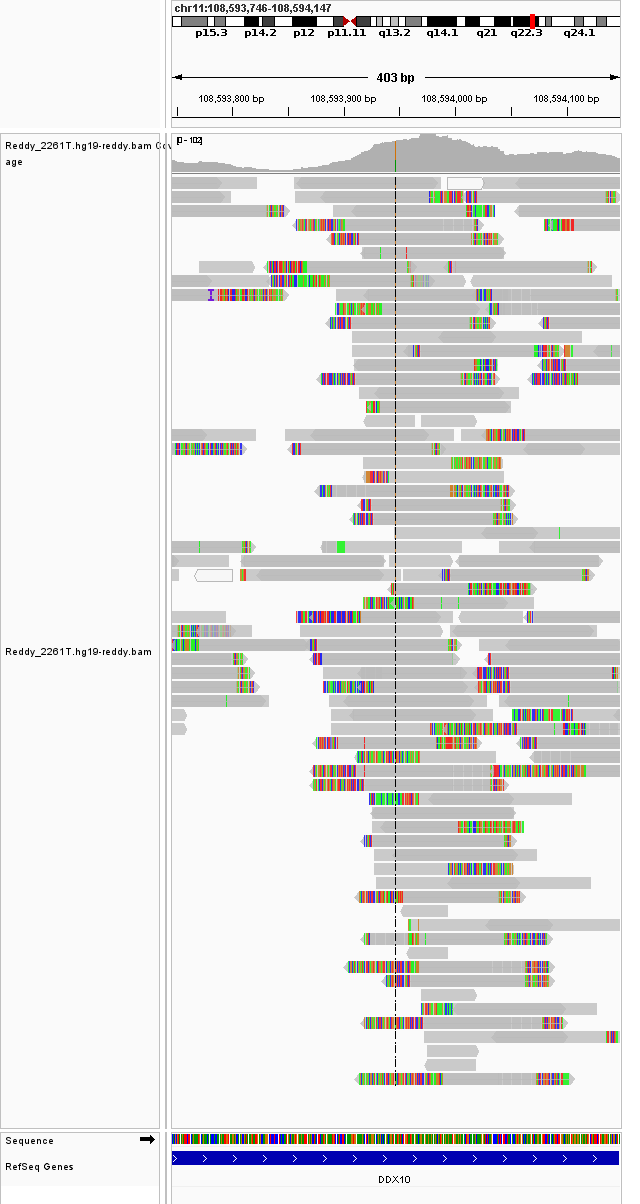 chr11:108,593,746-108,594,147
p15.3 p14.2 p12 p11.11 q13.2 q14.1 q21 q22.3 q24.1
403 bp
108,593,800 bp 108,593,900 bp 108,594,000 bp 108,594,100 bp
Reddy_2261T.hg19-reddy.bam Cov
age
[0 - 102]
Reddy_2261T.hg19-reddy.bam
Sequence
RefSeq Genes
DDX10